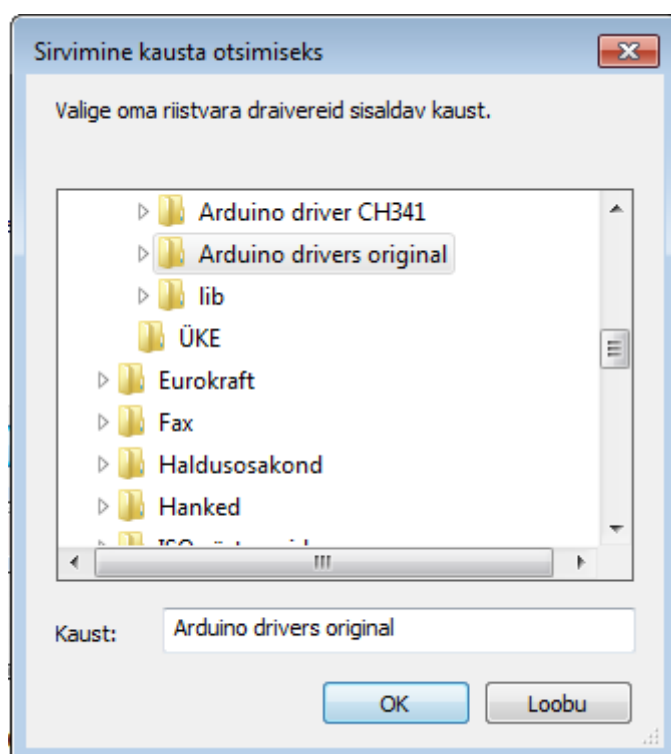 Sirvimine kausta otsimiseks
Valige oma riistvara draivereid sisaldav kaust.
Arduino driver CH341
Arduino drivers original
lib
ÜKE
Eurokraft
Fax
Haldusosakond
Hanked
Kaust: Arduino drivers original
OK Loobu